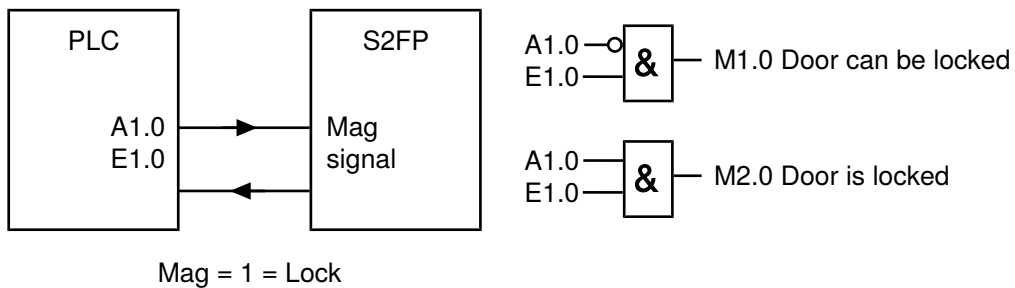 PLC
S2FP
A1.0
E1.0
Mag
signal
Mag = 1 = Lock
A1.0
E1.0
&
M1.0 Door can be locked
A1.0
E1.0
&
M2.0 Door is locked